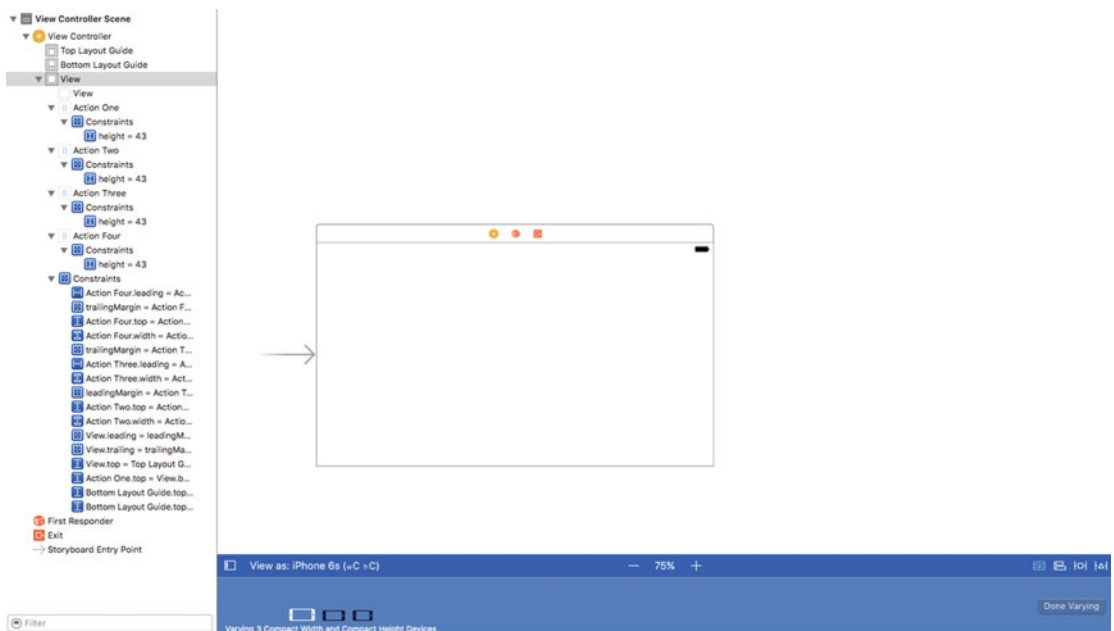 View Controller Scene
View Controller
Top Layout Guide
Bottom Layout Guide
View
View
Action One
Constraints
height = 43
Action Two
Constraints
height = 43
Action Three
Constraints
height = 43
Action Four
Constraints
height = 43
Constraints
Action Four.leading = Ac...
trailingMargin = Action F...
Action Four.top = Action...
Action Four.width = Actio...
trailingMargin = Action T...
Action Three.leading = A...
Action Three.width = Act...
leadingMargin = Action T...
Action Two.top = Action...
Action Two.width = Actio...
View.leading = leadingM...
View.trailing = trailingMa...
View.top = Top Layout G...
Action One.top = View.b...
Bottom Layout Guide.top...
Bottom Layout Guide.top...
First Responder
Exit
Storyboard Entry Point
Filter
View as: iPhone 6s (wC hC)
— 75% +
Done Varying
Varying 3 Compact Width and Compact Height Devices